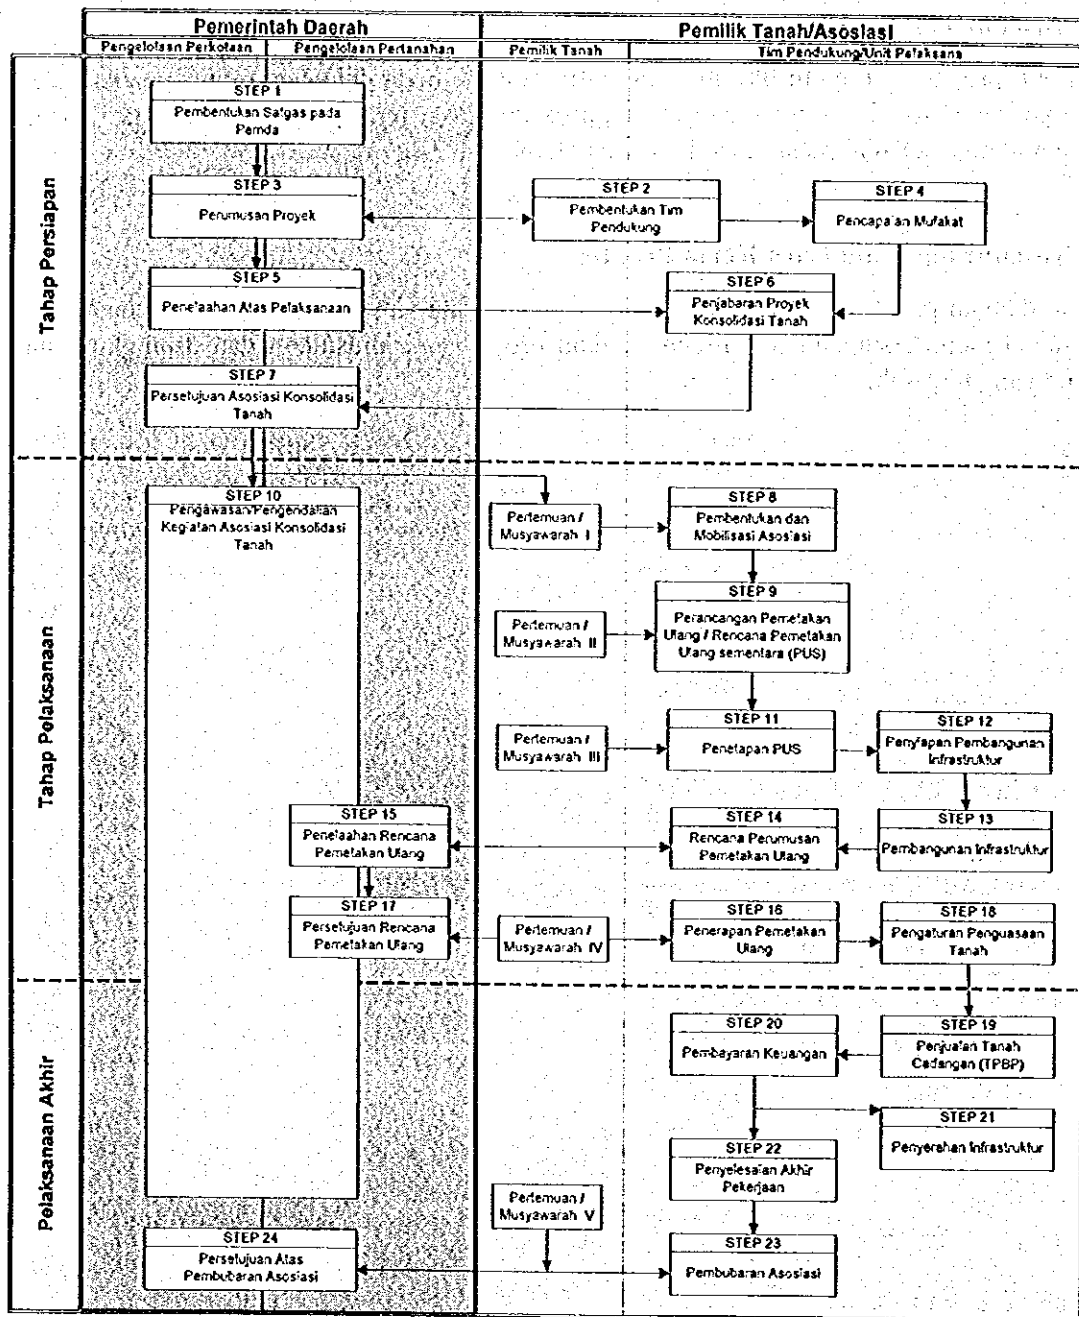 Pemerintah Daerah
Pemilik Tanah/Asosiasi
Pengelolaan Perkotaan
Pengelolaan Pertanahan
Pemilik Tanah
Tim Pendukung/Unit Pelaksana
Tahap Persiapan
STEP 1
Pembentukan Satgas pada
Pemda
STEP 3
Perumusan Proyek
STEP 2
Pembentukan Tim
Pendukung
STEP 4
Pencapaian Mufakat
STEP 5
Penelaahan Atas Pelaksanaan
STEP 6
Penjabaran Proyek
Konsolidasi Tanah
STEP 7
Persetujuan Asosiasi Konsolidasi
Tanah
Tahap Pelaksanaan
STEP 10
Pengawasan/Pengendalian
Kegiatan Asosiasi Konsolidasi
Tanah
Pertemuan /
Musyawarah I
STEP 8
Pembentukan dan
Mobilisasi Asosiasi
Pertemuan /
Musyawarah II
STEP 9
Perancangan Pemetakan
Ulang / Rencana Pemetakan
Ulang sementara (PUS)
Pertemuan /
Musyawarah III
STEP 11
Penetapan PUS
STEP 12
Penyiapan Pembangunan
Infrastruktur
STEP 15
Penelaahan Rencana
Pemetakan Ulang
STEP 14
Rencana Perumusan
Pemetakan Ulang
STEP 13
Pembangunan Infrastruktur
STEP 17
Persetujuan Rencana
Pemetakan Ulang
Pertemuan /
Musyawarah IV
STEP 16
Penerapan Pemetakan
Ulang
STEP 18
Pengaturan Penguasaan
Tanah
Pelaksanaan Akhir
STEP 20
Pembayaran Keuangan
STEP 19
Penjualan Tanah
Cadangan (TPBP)
STEP 21
Penyerahan Infrastruktur
STEP 22
Penyelesaian Akhir
Pekerjaan
Pertemuan /
Musyawarah V
STEP 24
Persetujuan Atas
Pembubaran Asosiasi
STEP 23
Pembubaran Asosiasi